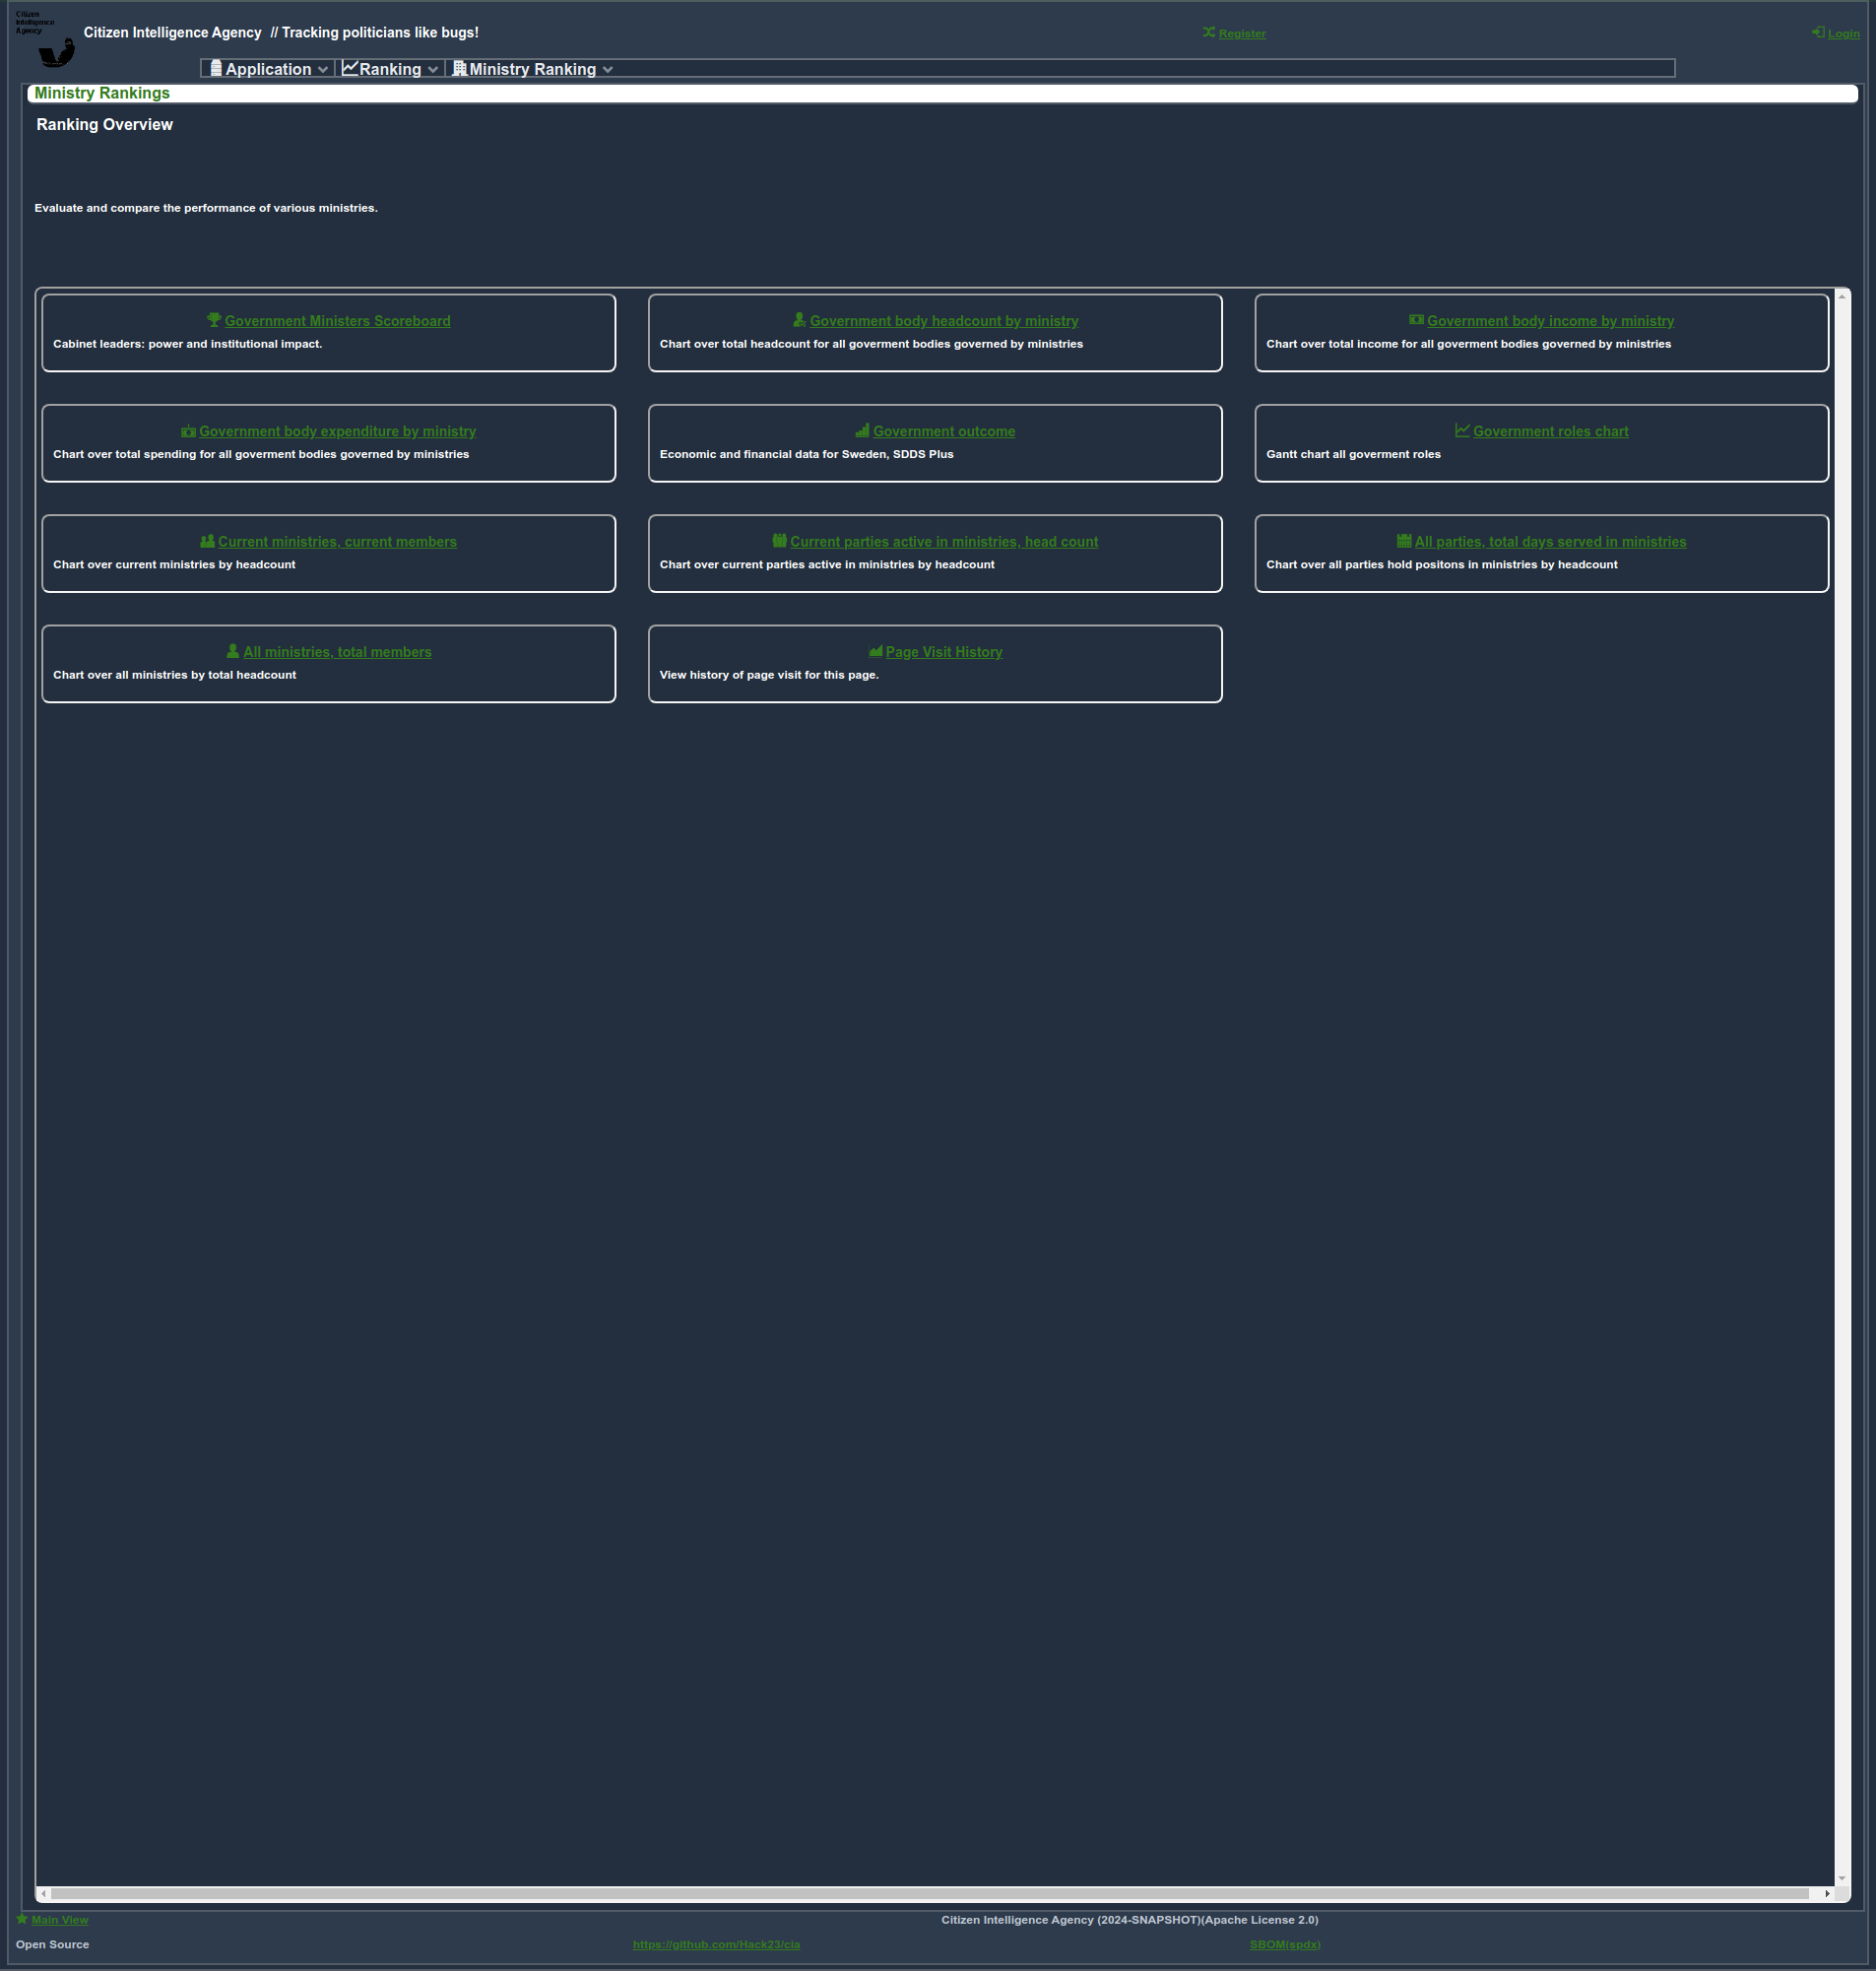 Citizen
Intelligence
Agency
Citizen Intelligence Agency // Tracking politicians like bugs!
Register
Login
Application
Ranking
Ministry Ranking
Ministry Rankings
Ranking Overview
Evaluate and compare the performance of various ministries.
Government Ministers Scoreboard
Cabinet leaders: power and institutional impact.
Government body headcount by ministry
Chart over total headcount for all goverment bodies governed by ministries
Government body income by ministry
Chart over total income for all goverment bodies governed by ministries
Government body expenditure by ministry
Chart over total spending for all goverment bodies governed by ministries
Government outcome
Economic and financial data for Sweden, SDDS Plus
Government roles chart
Gantt chart all goverment roles
Current ministries, current members
Chart over current ministries by headcount
Current parties active in ministries, head count
Chart over current parties active in ministries by headcount
All parties, total days served in ministries
Chart over all parties hold positons in ministries by headcount
All ministries, total members
Chart over all ministries by total headcount
Page Visit History
View history of page visit for this page.
Main View
Citizen Intelligence Agency (2024-SNAPSHOT)(Apache License 2.0)
Open Source
https://github.com/Hack23/cia
SBOM(spdx)